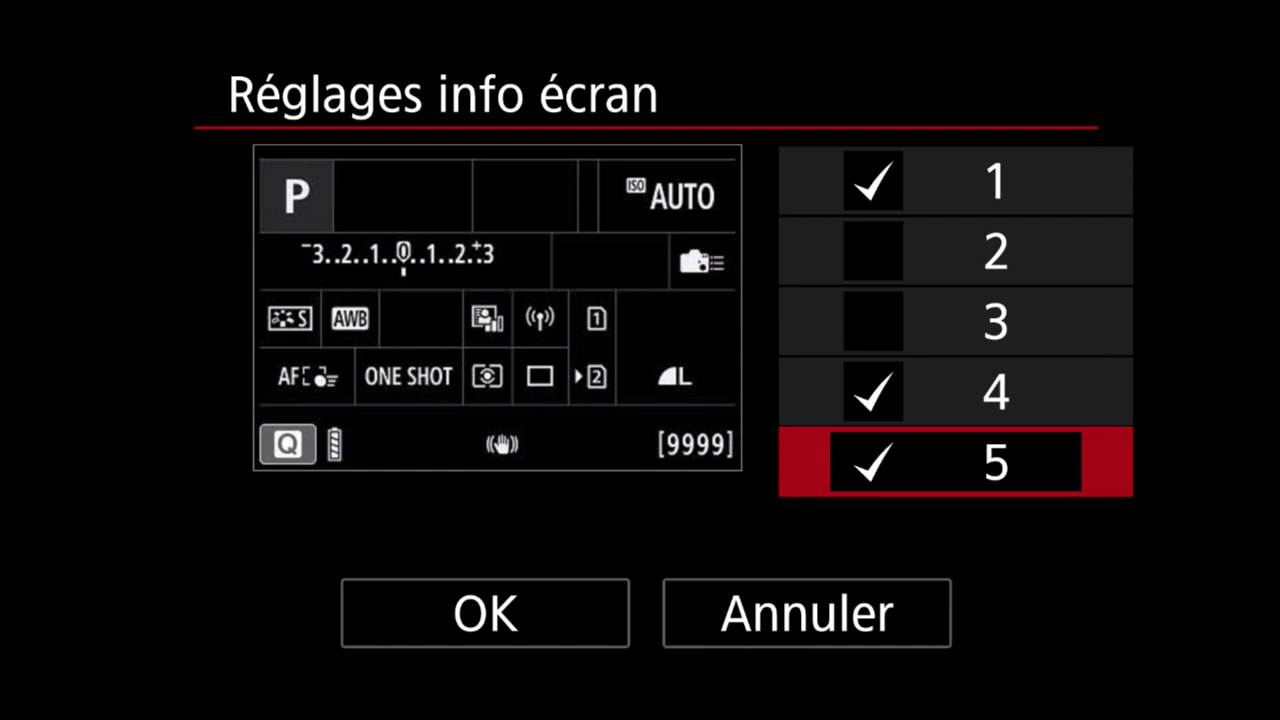 Réglages info écran
P
ISO AUTO
-3..2..1..0..1..2..+3
S AWB 1
AF ONE SHOT 2 L
Q [9999]
1
2
3
4
5
OK Annuler